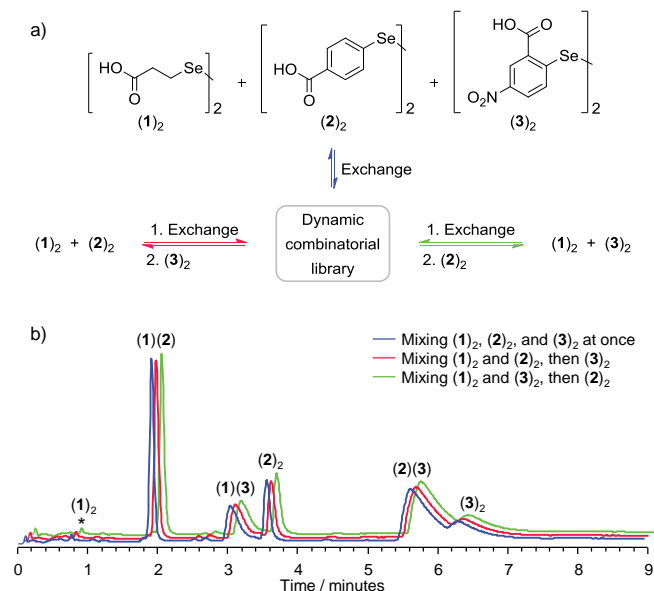 a)
HO
O
Se
2
(1)₂
+
HO
O
Se
2
(2)₂
+
HO
O
O₂N
Se
2
(3)₂
Exchange
(1)₂ + (2)₂
1. Exchange
2. (3)₂
Dynamic
combinatorial
library
1. Exchange
2. (2)₂
(1)₂ + (3)₂
b)
Mixing (1)₂, (2)₂, and (3)₂ at once
Mixing (1)₂ and (2)₂, then (3)₂
Mixing (1)₂ and (3)₂, then (2)₂
(1)(2)
(1)₂
*
(1)(3)
(2)₂
(2)(3)
(3)₂
0 1 2 3 4 5 6 7 8 9
Time / minutes